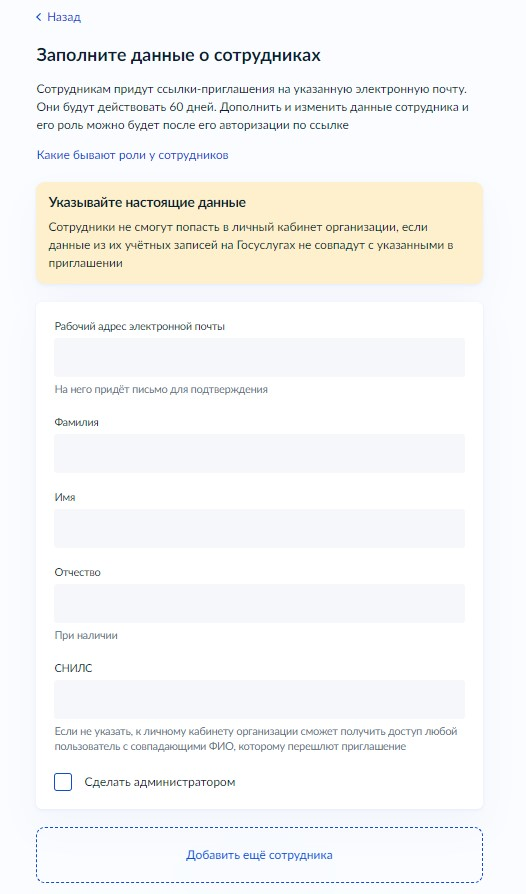 Назад
Заполните данные о сотрудниках
Сотрудникам придут ссылки-приглашения на указанную электронную почту.
Они будут действовать 60 дней. Дополнить и изменить данные сотрудника и
его роль можно будет после его авторизации по ссылке
Какие бывают роли у сотрудников
Указывайте настоящие данные
Сотрудники не смогут попасть в личный кабинет организации, если
данные из их учётных записей на Госуслугах не совпадут с указанными в
приглашении
Рабочий адрес электронной почты
На него придёт письмо для подтверждения
Фамилия
Имя
Отчество
При наличии
СНИЛС
Если не указать, к личному кабинету организации сможет получить доступ любой
пользователь с совпадающими ФИО, которому перешлют приглашение
Сделать администратором
Добавить ещё сотрудника